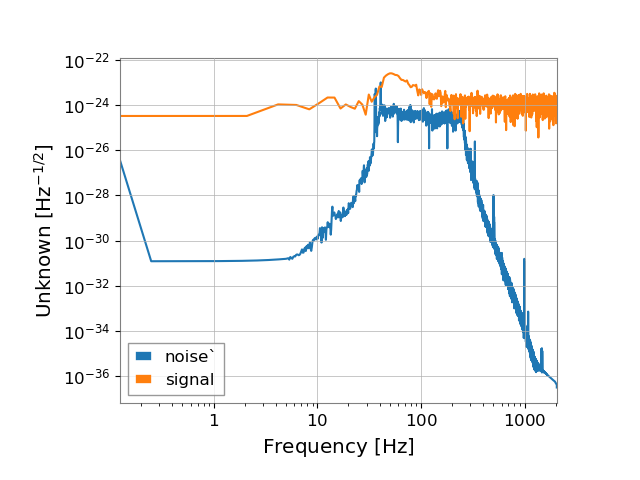 10^{-22}
10^{-24}
10^{-26}
10^{-28}
10^{-30}
10^{-32}
10^{-34}
10^{-36}
Unknown [Hz^{-1/2}]
noise`
signal
1 10 100 1000
Frequency [Hz]